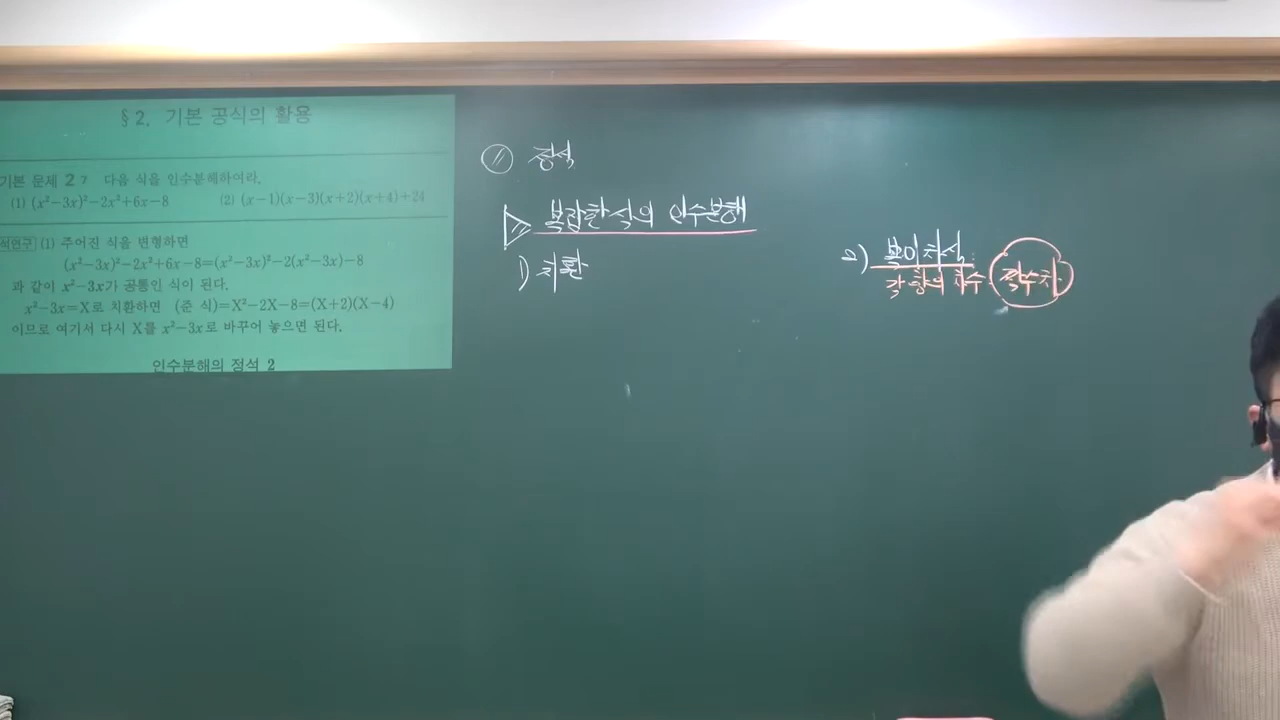 § 2. 기본 공식의 활용
기본 문제 2 다음 식을 인수분해하여라.
(1) (x²-3x)²-2x²+6x-8 (2) (x-1)(x-3)(x+2)(x+4)+24
석연구 (1) 주어진 식을 변형하면
(x²-3x)²-2x²+6x-8=(x²-3x)²-2(x²-3x)-8
과 같이 x²-3x가 공통인 식이 된다.
x²-3x=X로 치환하면 (준 식)=X²-2X-8=(X+2)(X-4)
이므로 여기서 다시 X를 x²-3x로 바꾸어 놓으면 된다.
인수분해의 정석 2
정석
복잡한 식의 인수분해
1) 치환
2) 복이차식
각 항의 차수 짝수차